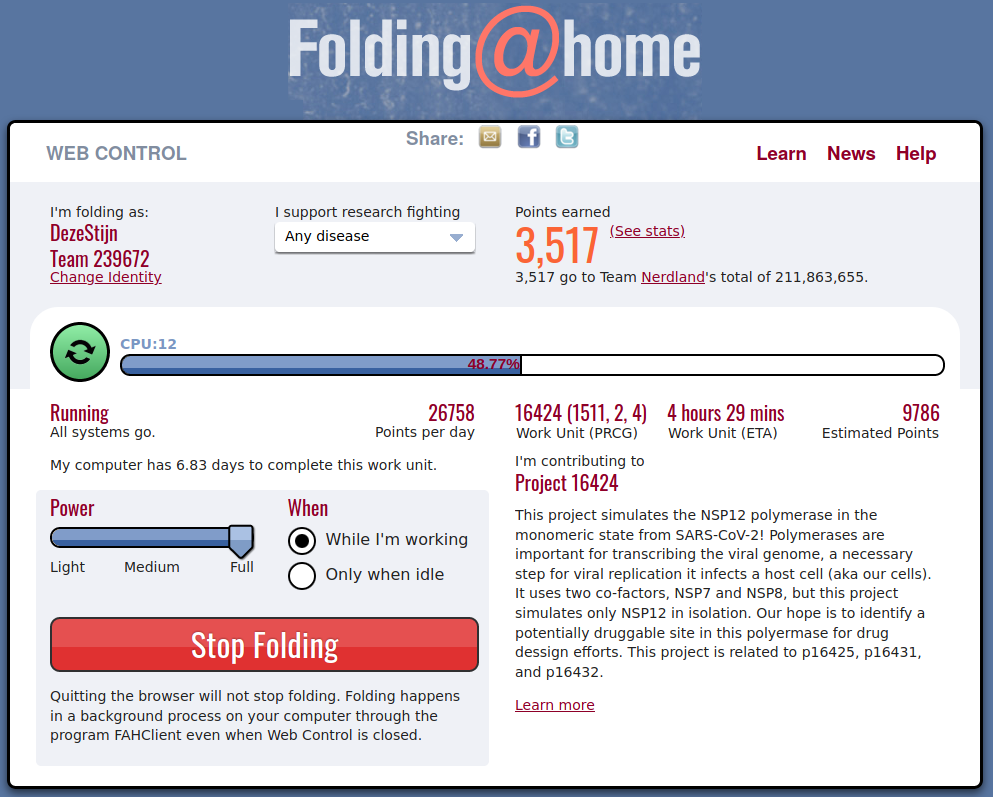 Folding@home
Share:
WEB CONTROL
Learn News Help
I'm folding as:
DezeStijn
Team 239672
Change Identity
I support research fighting
Any disease
Points earned
3,517 (See stats)
3,517 go to Team Nerdland's total of 211,863,655.
CPU:12
48.77%
Running
All systems go.
26758
Points per day
My computer has 6.83 days to complete this work unit.
Power
Light Medium Full
When
While I'm working
Only when idle
Stop Folding
Quitting the browser will not stop folding. Folding happens
in a background process on your computer through the
program FAHClient even when Web Control is closed.
16424 (1511, 2, 4) 4 hours 29 mins 9786
Work Unit (PRCG) Work Unit (ETA) Estimated Points
I'm contributing to
Project 16424
This project simulates the NSP12 polymerase in the
monomeric state from SARS-CoV-2! Polymerases are
important for transcribing the viral genome, a necessary
step for viral replication it infects a host cell (aka our cells).
It uses two co-factors, NSP7 and NSP8, but this project
simulates only NSP12 in isolation. Our hope is to identify a
potentially druggable site in this polyermase for drug
dessign efforts. This project is related to p16425, p16431,
and p16432.
Learn more